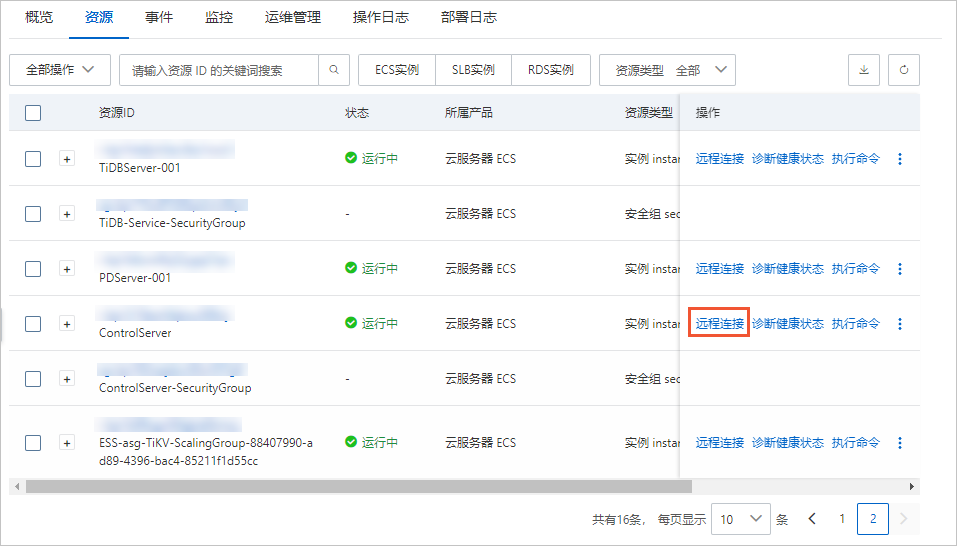 概览 资源 事件 监控 运维管理 操作日志 部署日志
全部操作 请输入资源 ID 的关键词搜索 ECS实例 SLB实例 RDS实例 资源类型 全部
资源ID 状态 所属产品 资源类型 操作
TiDBServer-001 运行中 云服务器 ECS 实例 instar 远程连接 诊断健康状态 执行命令
TiDB-Service-SecurityGroup - 云服务器 ECS 安全组 sec
PDServer-001 运行中 云服务器 ECS 实例 instar 远程连接 诊断健康状态 执行命令
ControlServer 运行中 云服务器 ECS 实例 instar 远程连接 诊断健康状态 执行命令
ControlServer-SecurityGroup - 云服务器 ECS 安全组 sec
ESS-asg-TiKV-ScalingGroup-88407990-a 运行中 云服务器 ECS 实例 instar 远程连接 诊断健康状态 执行命令
d89-4396-bac4-85211f1d55cc
共有16条， 每页显示 10 条 1 2